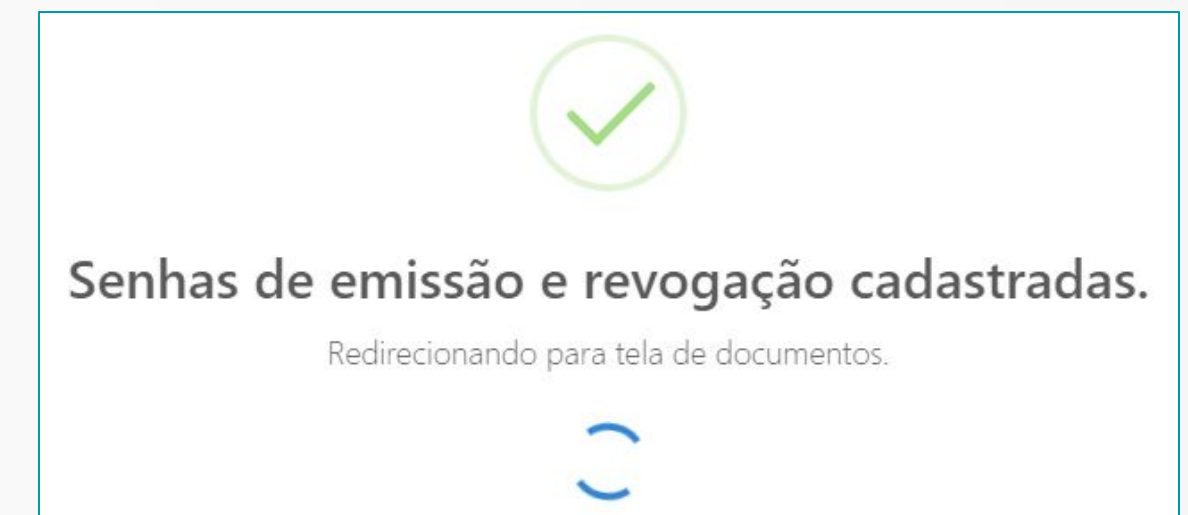 Senhas de emissão e revogação cadastradas.
Redirecionando para tela de documentos.